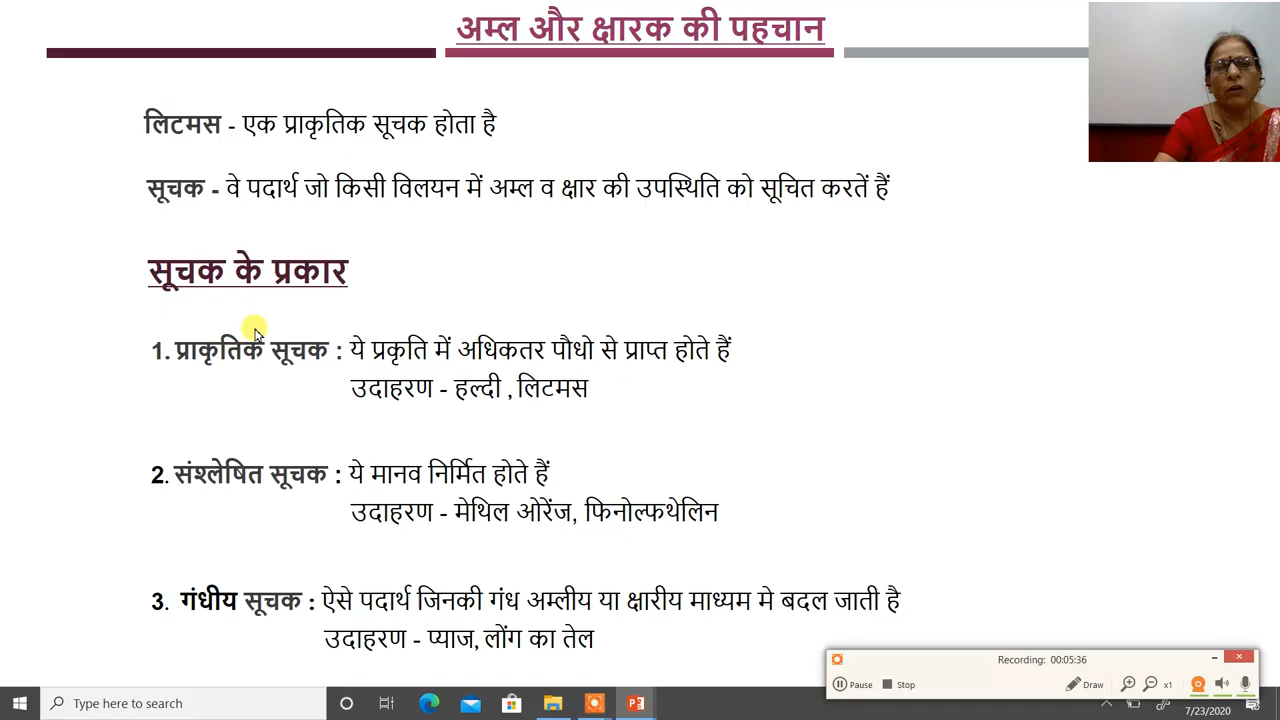 अम्ल और क्षारक की पहचान
लिटमस - एक प्राकृतिक सूचक होता है
सूचक - वे पदार्थ जो किसी विलयन में अम्ल व क्षार की उपस्थिति को सूचित करतें हैं
सूचक के प्रकार
1. प्राकृतिक सूचक : ये प्रकृति में अधिकतर पौधो से प्राप्त होते हैं
उदाहरण - हल्दी , लिटमस
2. संश्लेषित सूचक : ये मानव निर्मित होते हैं
उदाहरण - मेथिल ओरेंज, फिनोल्फथेलिन
3. गंधीय सूचक : ऐसे पदार्थ जिनकी गंध अम्लीय या क्षारीय माध्यम मे बदल जाती है
उदाहरण - प्याज, लोंग का तेल
Recording: 00:05:36
Pause Stop Draw x1
Type here to search
7/23/2020